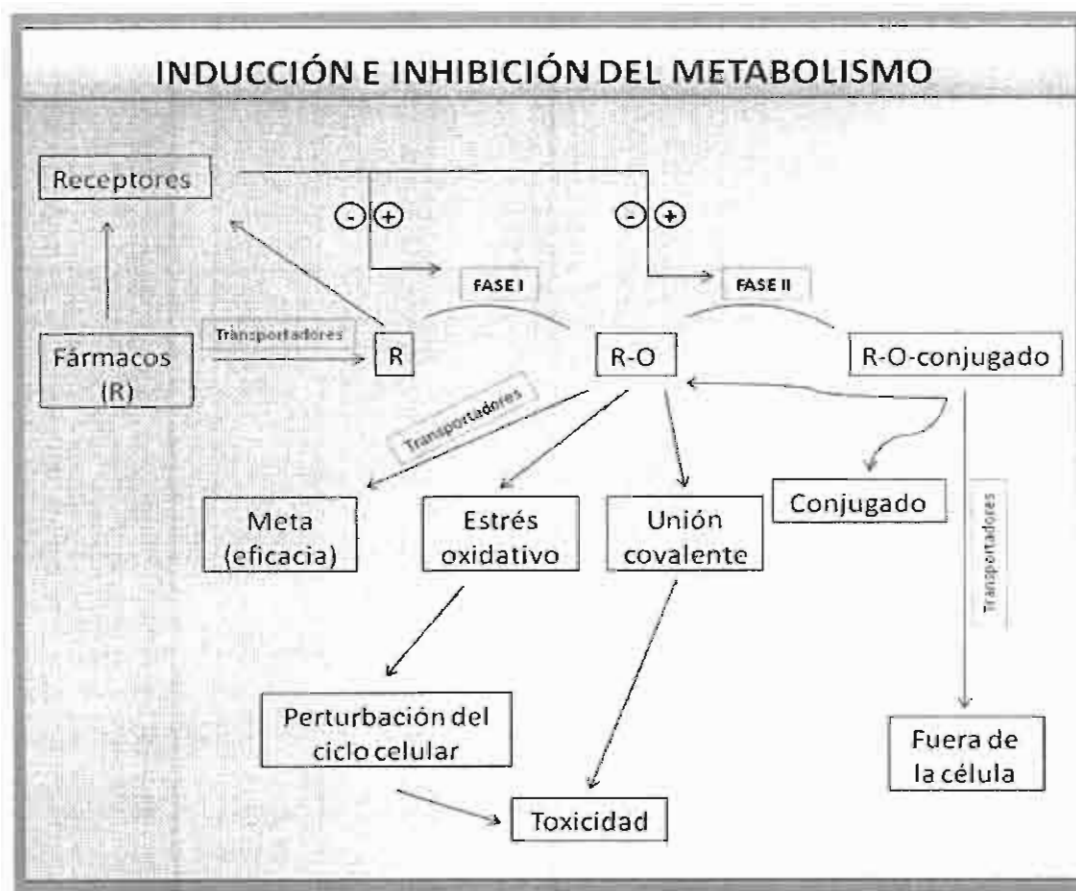 INDUCCIÓN E INHIBICIÓN DEL METABOLISMO
Receptores
- +
- +
FASE I
FASE II
Fármacos
(R)
Transportadores
R
R-O
R-O-conjugado
Transportadores
Meta
(eficacia)
Estrés
oxidativo
Unión
covalente
Conjugado
Transportadores
Perturbación del
ciclo celular
Fuera de
la célula
Toxicidad